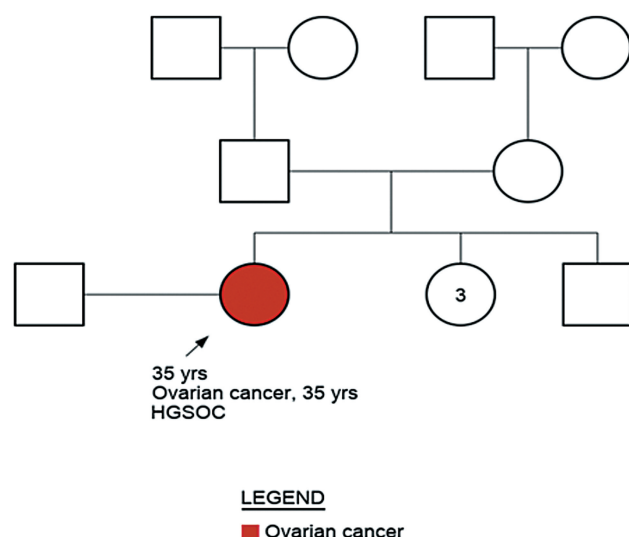 3
35 yrs
Ovarian cancer, 35 yrs
HGSOC
LEGEND
Ovarian cancer